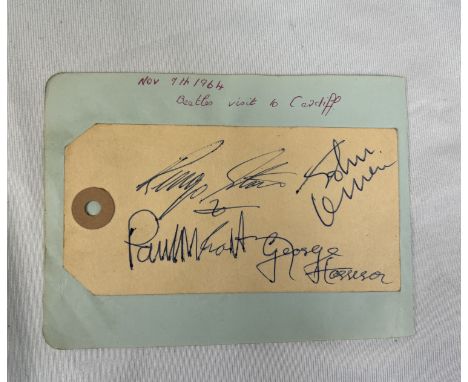 Nov 7th 1964
Beatles visit to Cardiff
Ringo Starr
John
Lennon
Paul McCartney
George
Harrison